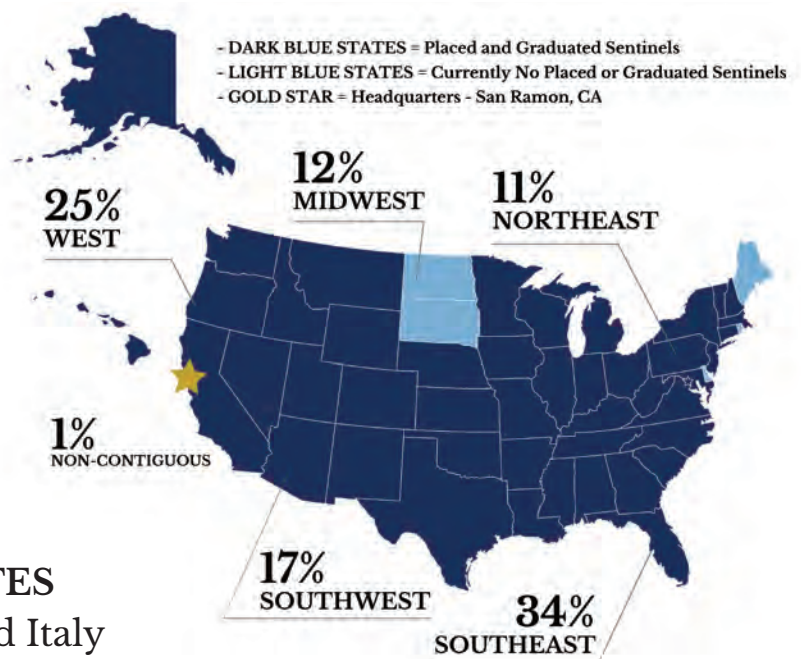 - DARK BLUE STATES = Placed and Graduated Sentinels
- LIGHT BLUE STATES = Currently No Placed or Graduated Sentinels
- GOLD STAR = Headquarters - San Ramon, CA
12%
MIDWEST
11%
NORTHEAST
25%
WEST
1%
NON-CONTIGUOUS
17%
SOUTHWEST
34%
SOUTHEAST
Italy